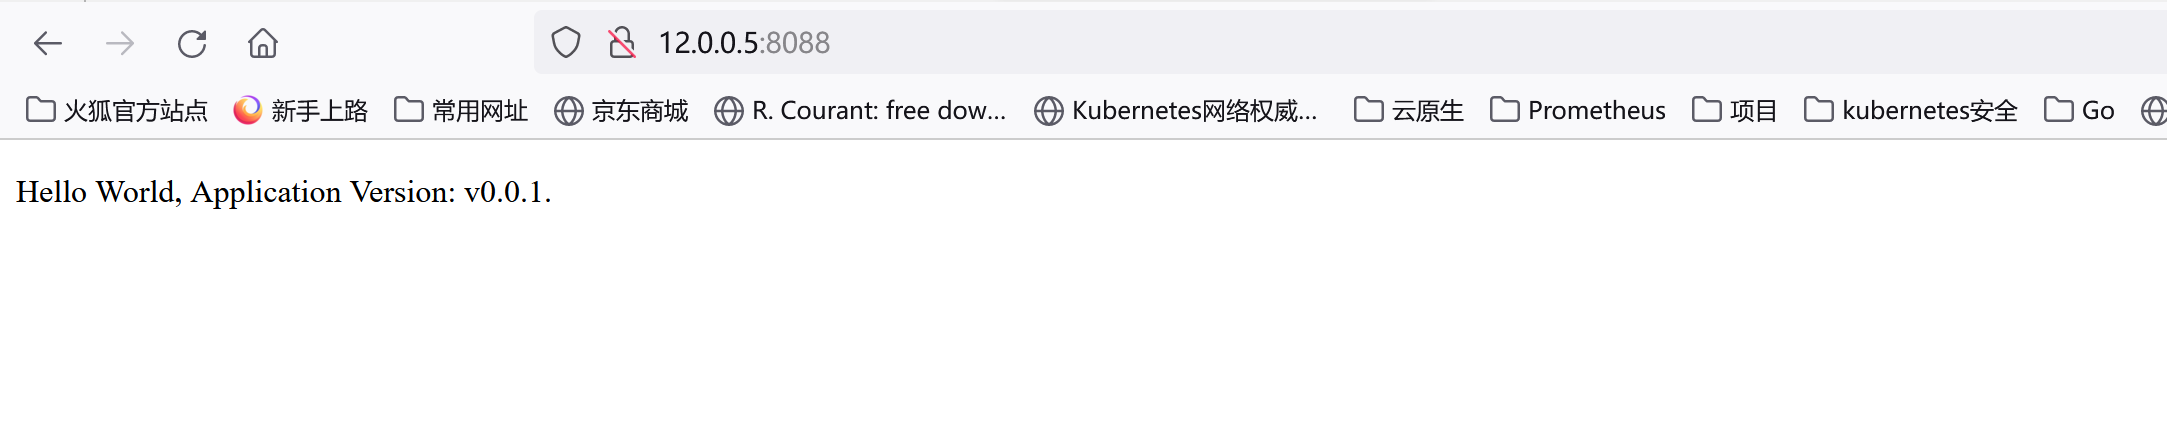 12.0.0.5:8088
火狐官方站点 新手上路 常用网址 京东商城 R. Courant: free dow... Kubernetes网络权威... 云原生 Prometheus 项目 kubernetes安全 Go
Hello World, Application Version: v0.0.1.